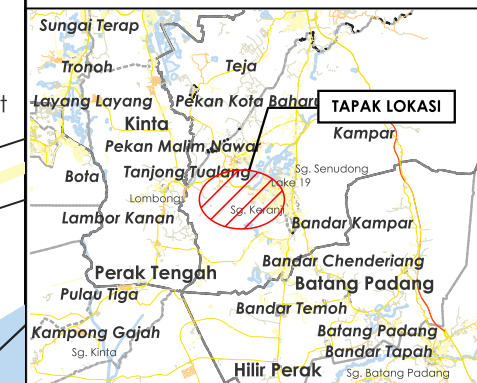 Sungai Terap
Tronoh
Teja
t
Layang Layang
Pekan Kota Baharu
TAPAK LOKASI
Kinta
Kampar
Pekan Malim Nawar
Bota
Tanjong Tualang
Sg. Senudong
Lake 19
Lombong
Sg. Keranji
Lambor Kanan
Bandar Kampar
Bandar Chenderiang
Perak Tengah
Batang Padang
Pulau Tiga
Bandar Temoh
Kampong Gajah
Batang Padang
Sg. Kinta
Bandar Tapah
Hilir Perak
Sg. Batang Padang